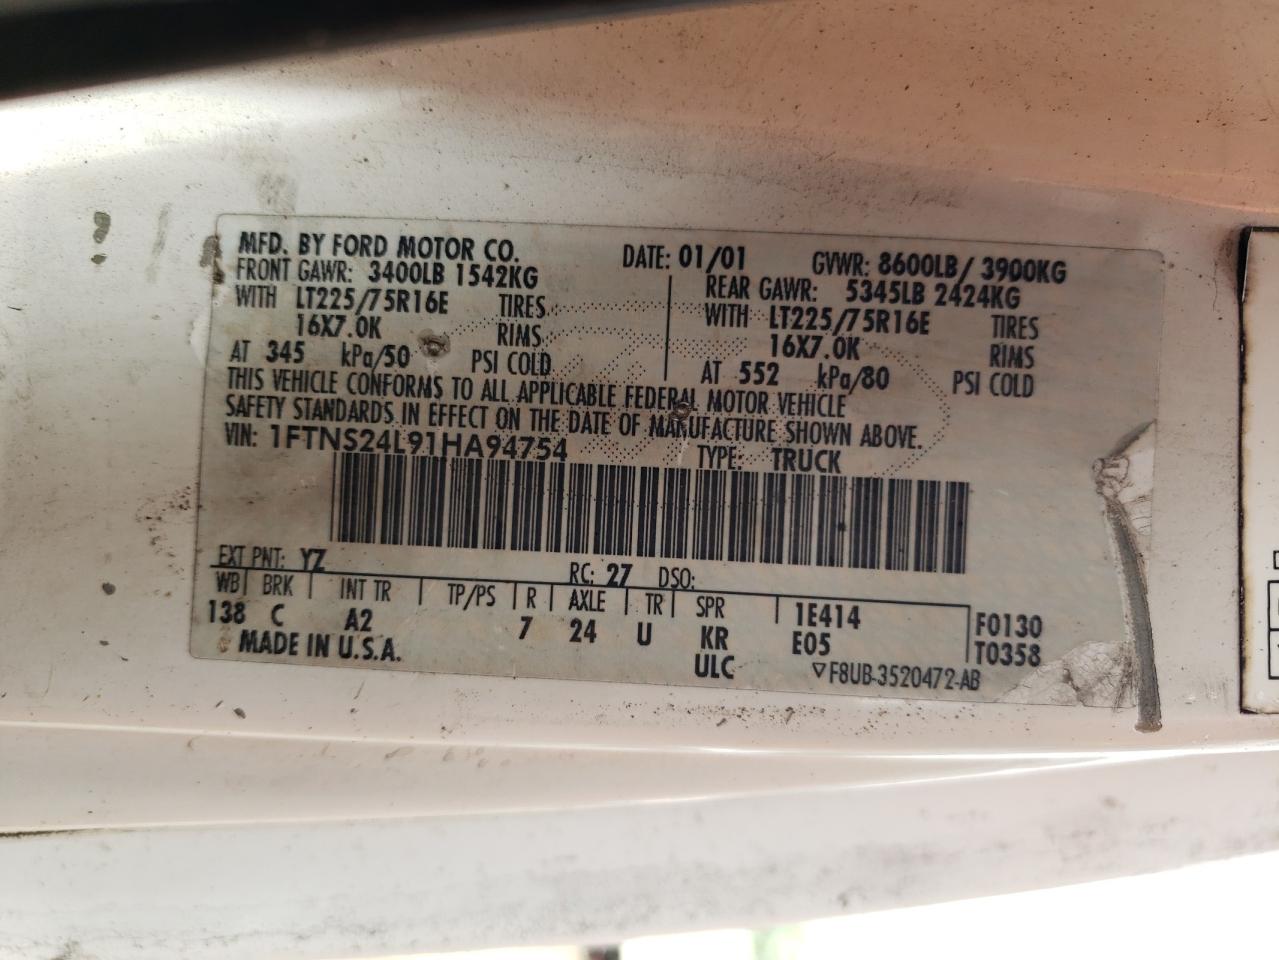 MFD. BY FORD MOTOR CO. DATE: 01/01 GVWR: 8600LB/ 3900KG
FRONT GAWR: 3400LB 1542KG REAR GAWR: 5345LB 2424KG
WITH LT225/75R16E TIRES WITH LT225/75R16E TIRES
16X7.0K RIMS 16X7.0K RIMS
AT 345 kPa/50 PSI COLD AT 552 kPa/80 PSI COLD
THIS VEHICLE CONFORMS TO ALL APPLICABLE FEDERAL MOTOR VEHICLE
SAFETY STANDARDS IN EFFECT ON THE DATE OF MANUFACTURE SHOWN ABOVE.
VIN: 1FTNS24L91HA94754 TYPE: TRUCK
EXT PNT: YZ RC: 27 DSO:
WB BRK INT TR TP/PS R AXLE TR SPR 1E414 F0130
138 C A2 7 24 U KR E05 T0358
MADE IN U.S.A. ULC ▽F8UB-3520472-AB